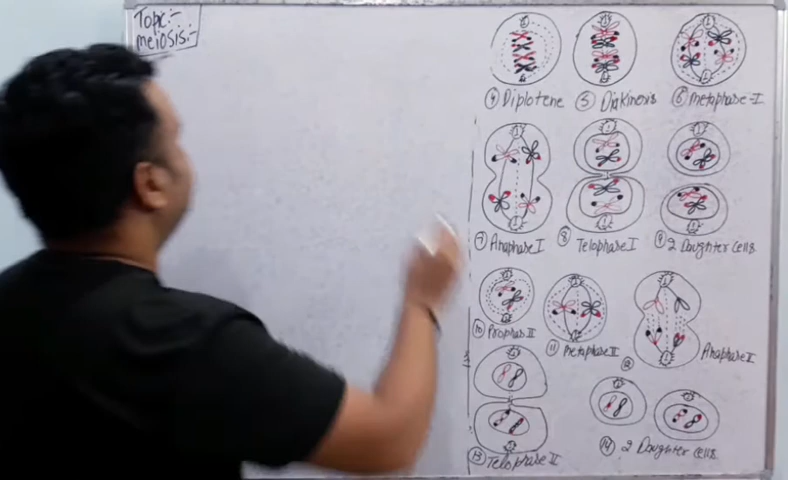 Topic:-
meiosis:-
④ Diplotene
⑤ Diakinesis
⑥ metaphase-I
⑦ Anaphase I
⑧ Telophase I
⑨ 2 Daughter cells
⑩ Prophas II
⑪ Metaphase II
⑫ Anaphase I
⑬ Telophase II
⑭ 2 Daughter cells